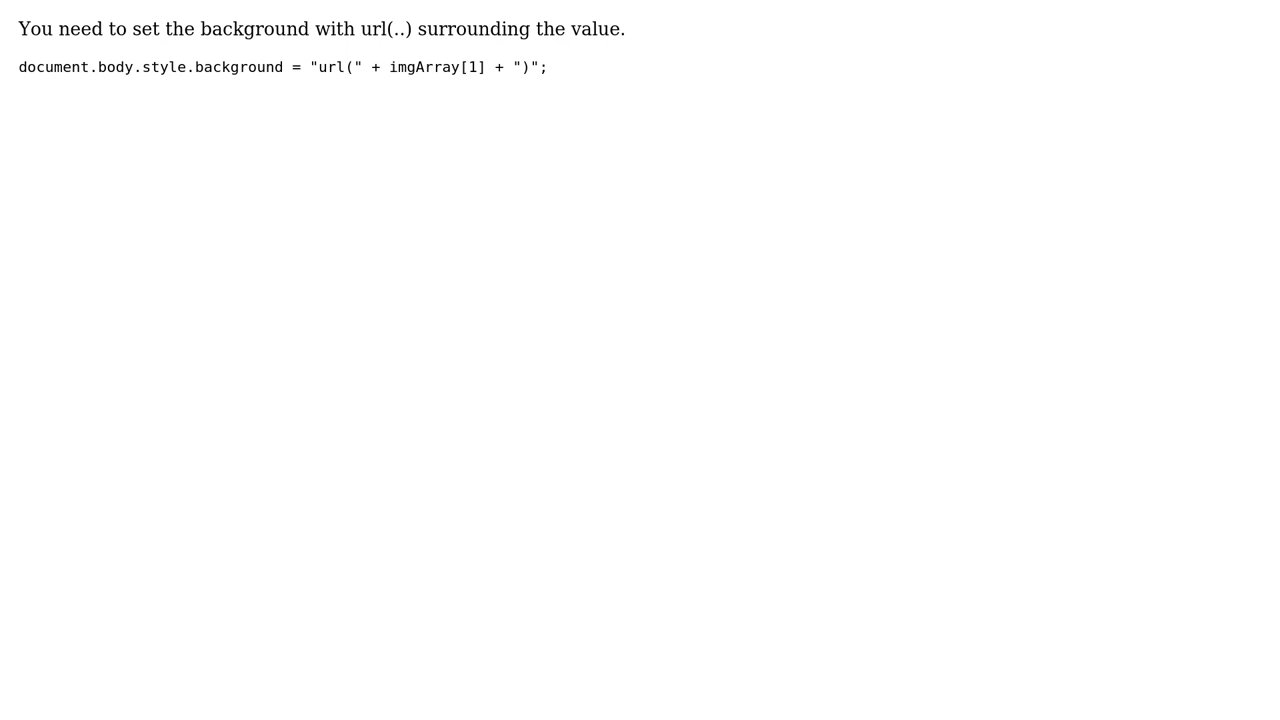 You need to set the background with url(..) surrounding the value.
document.body.style.background = "url(" + imgArray[1] + ")";